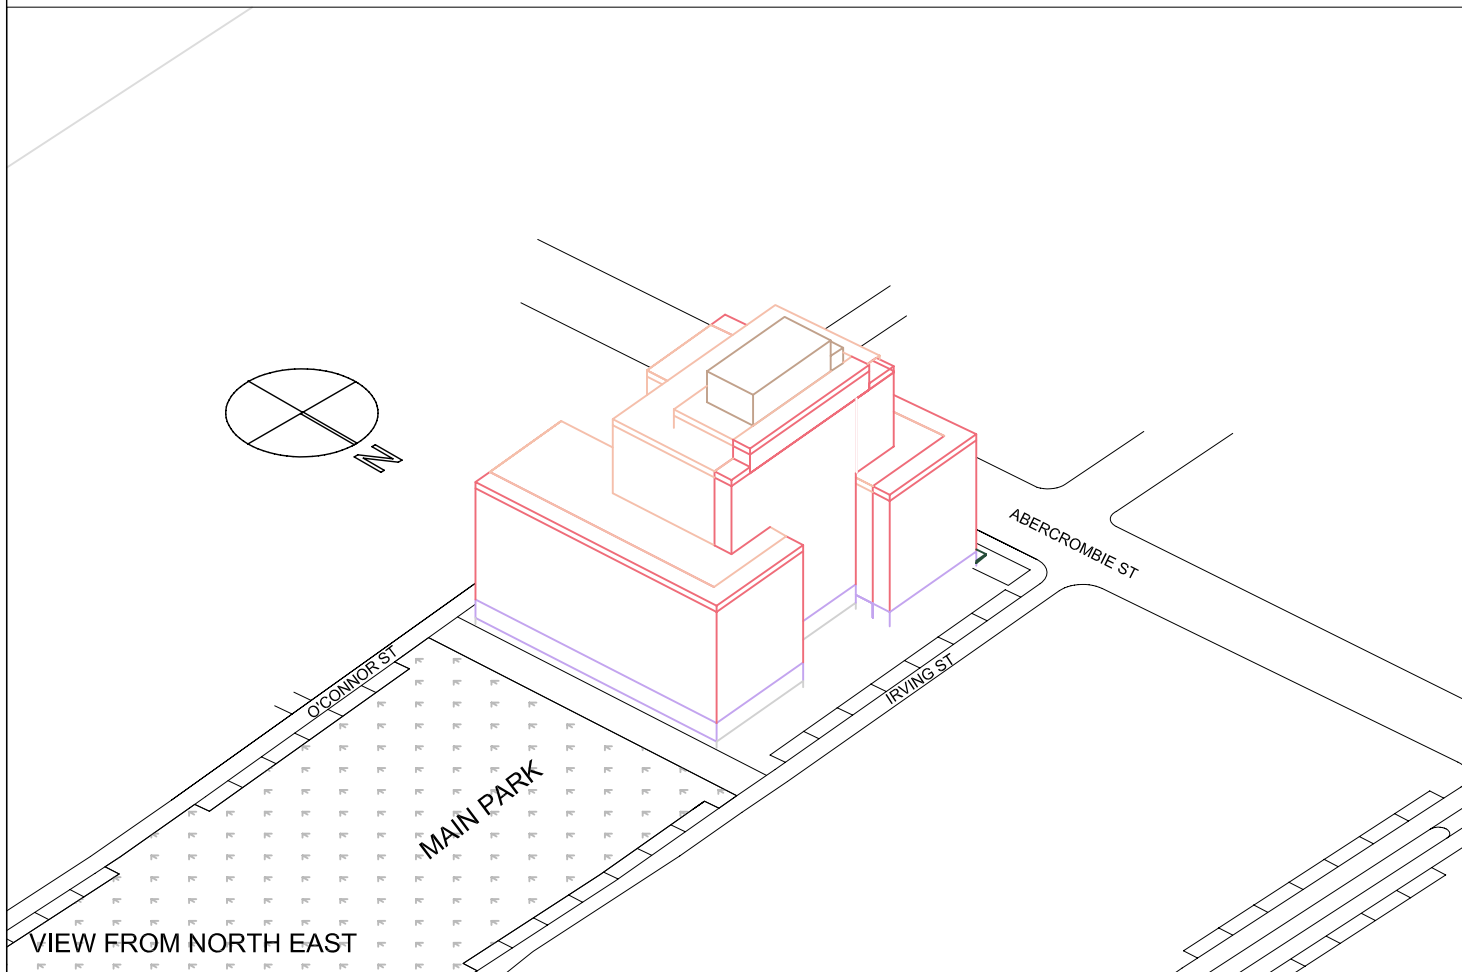 N
ABERCROMBIE ST
O'CONNOR ST
IRVING ST
MAIN PARK
VIEW FROM NORTH EAST